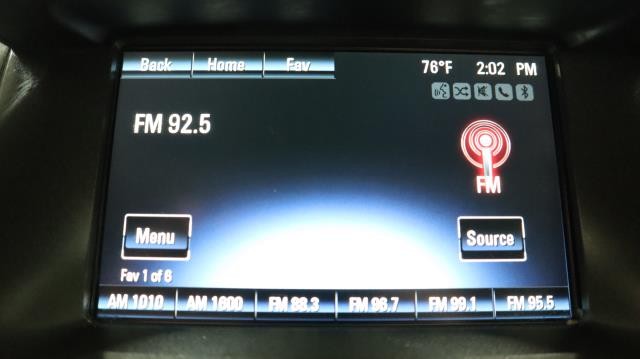 Back Home Fav 76°F 2:02 PM
FM 92.5
FM
Menu Source
Fav 1 of 6
AM 1010 AM 1600 FM 88.3 FM 96.7 FM 99.1 FM 95.5